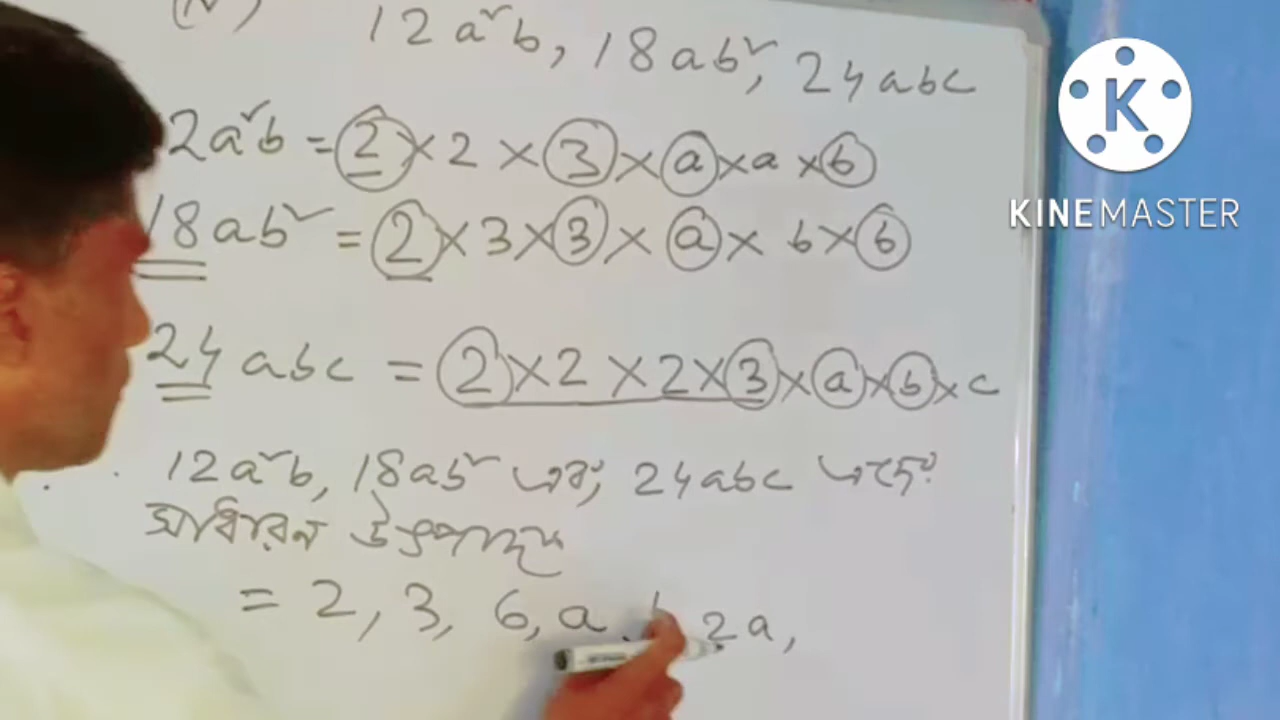 12a²b, 18ab², 24abc
2a²b = 2 × 2 × 3 × a × a × b
18ab² = 2 × 3 × 3 × a × b × b
24abc = 2 × 2 × 2 × 3 × a × b × c
12a²b, 18ab² এবং 24abc এদের
সাধারন উৎপাদক
= 2, 3, 6, a, 2a,
K
KINEMASTER